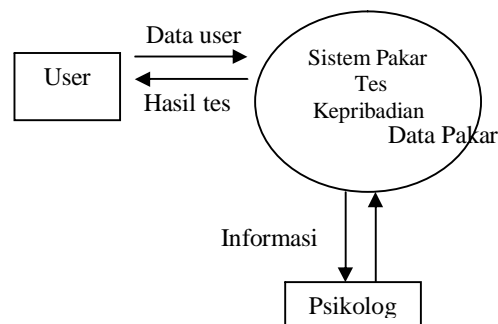 Data user
User
Hasil tes
Sistem Pakar
Tes
Kepribadian
Data Pakar
Informasi
Psikolog